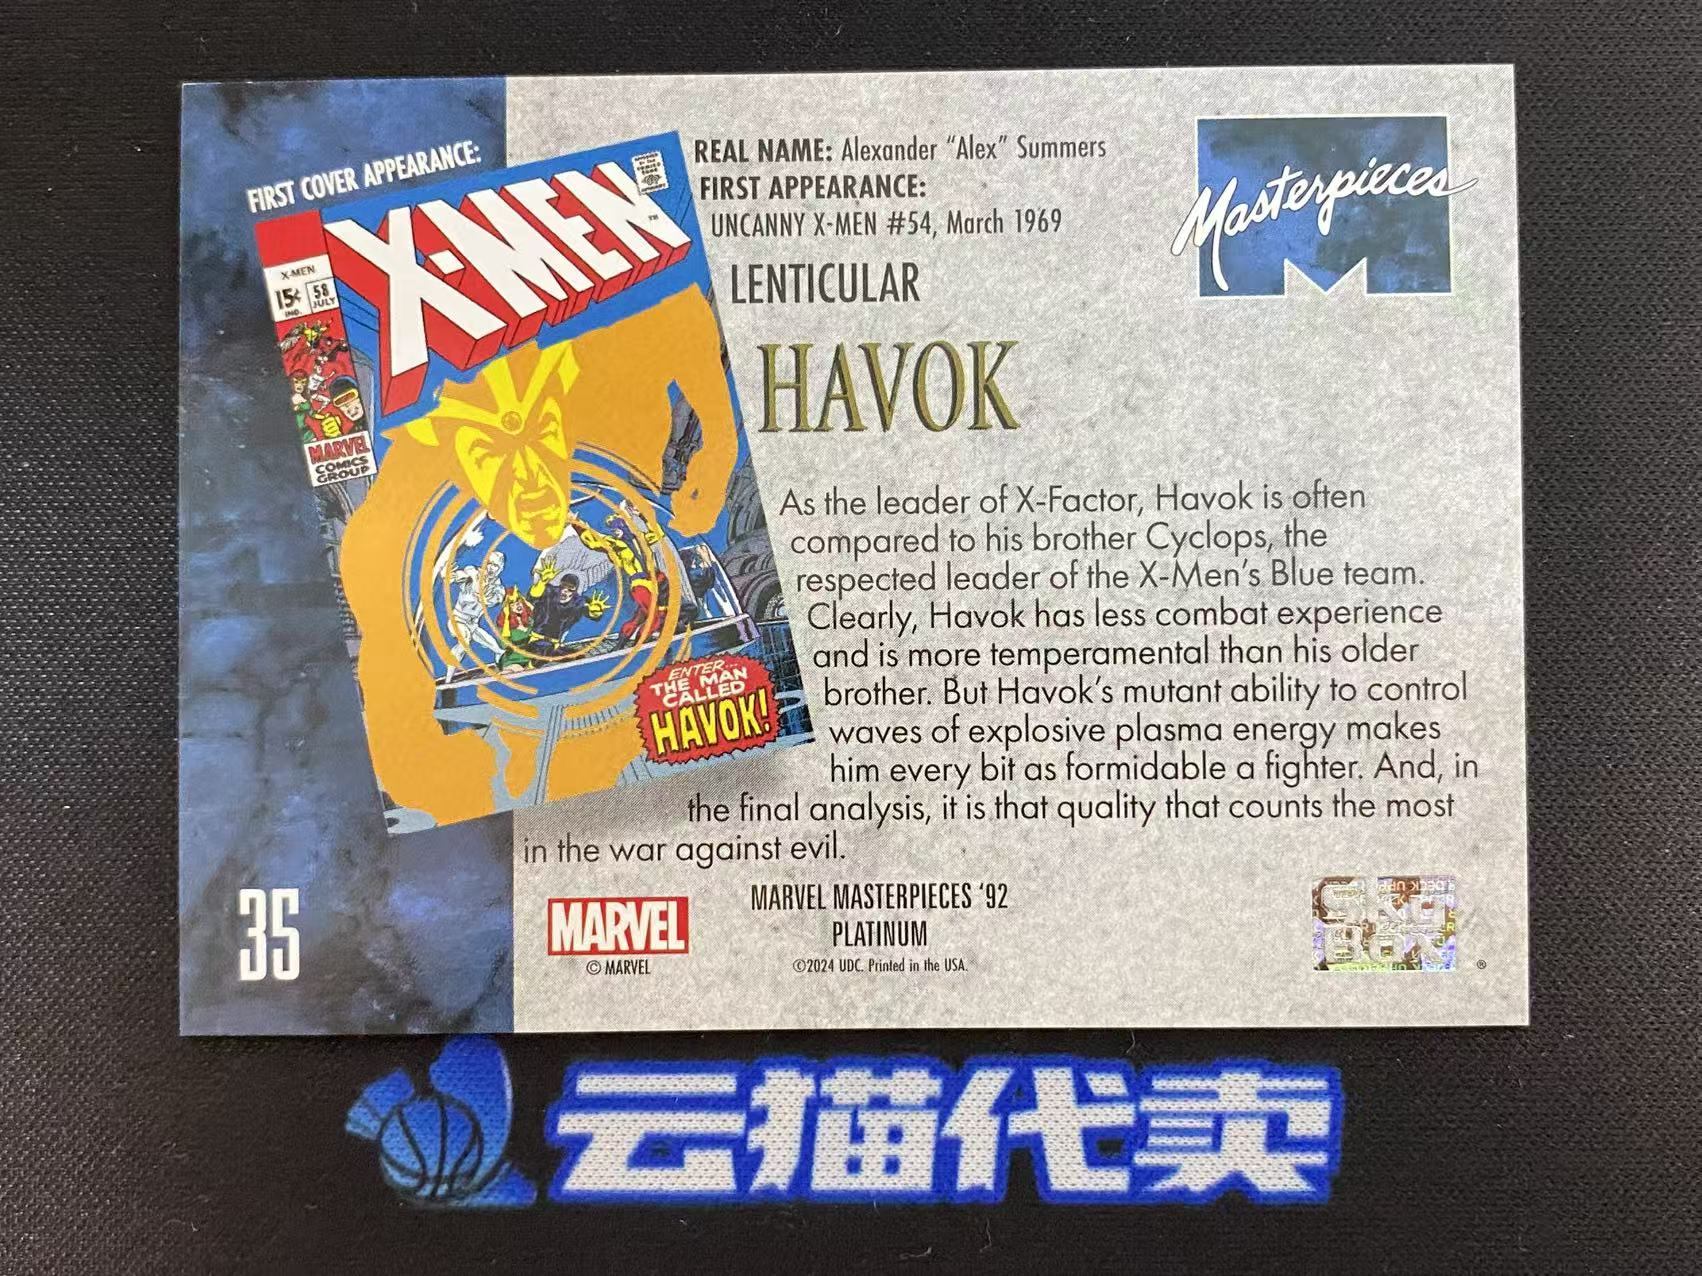 FIRST COVER APPEARANCE:
X-MEN
X-MEN
15¢
IND.
58
JULY
MARVEL
COMICS
GROUP
ENTER...
THE MAN
CALLED
HAVOK!
REAL NAME: Alexander "Alex" Summers
FIRST APPEARANCE:
UNCANNY X-MEN #54, March 1969
LENTICULAR
HAVOK
Masterpieces
As the leader of X-Factor, Havok is often
compared to his brother Cyclops, the
respected leader of the X-Men's Blue team.
Clearly, Havok has less combat experience
and is more temperamental than his older
brother. But Havok's mutant ability to control
waves of explosive plasma energy makes
him every bit as formidable a fighter. And, in
the final analysis, it is that quality that counts the most
in the war against evil.
35
MARVEL
© MARVEL
MARVEL MASTERPIECES '92
PLATINUM
©2024 UDC. Printed in the USA.
®
云猫代卖